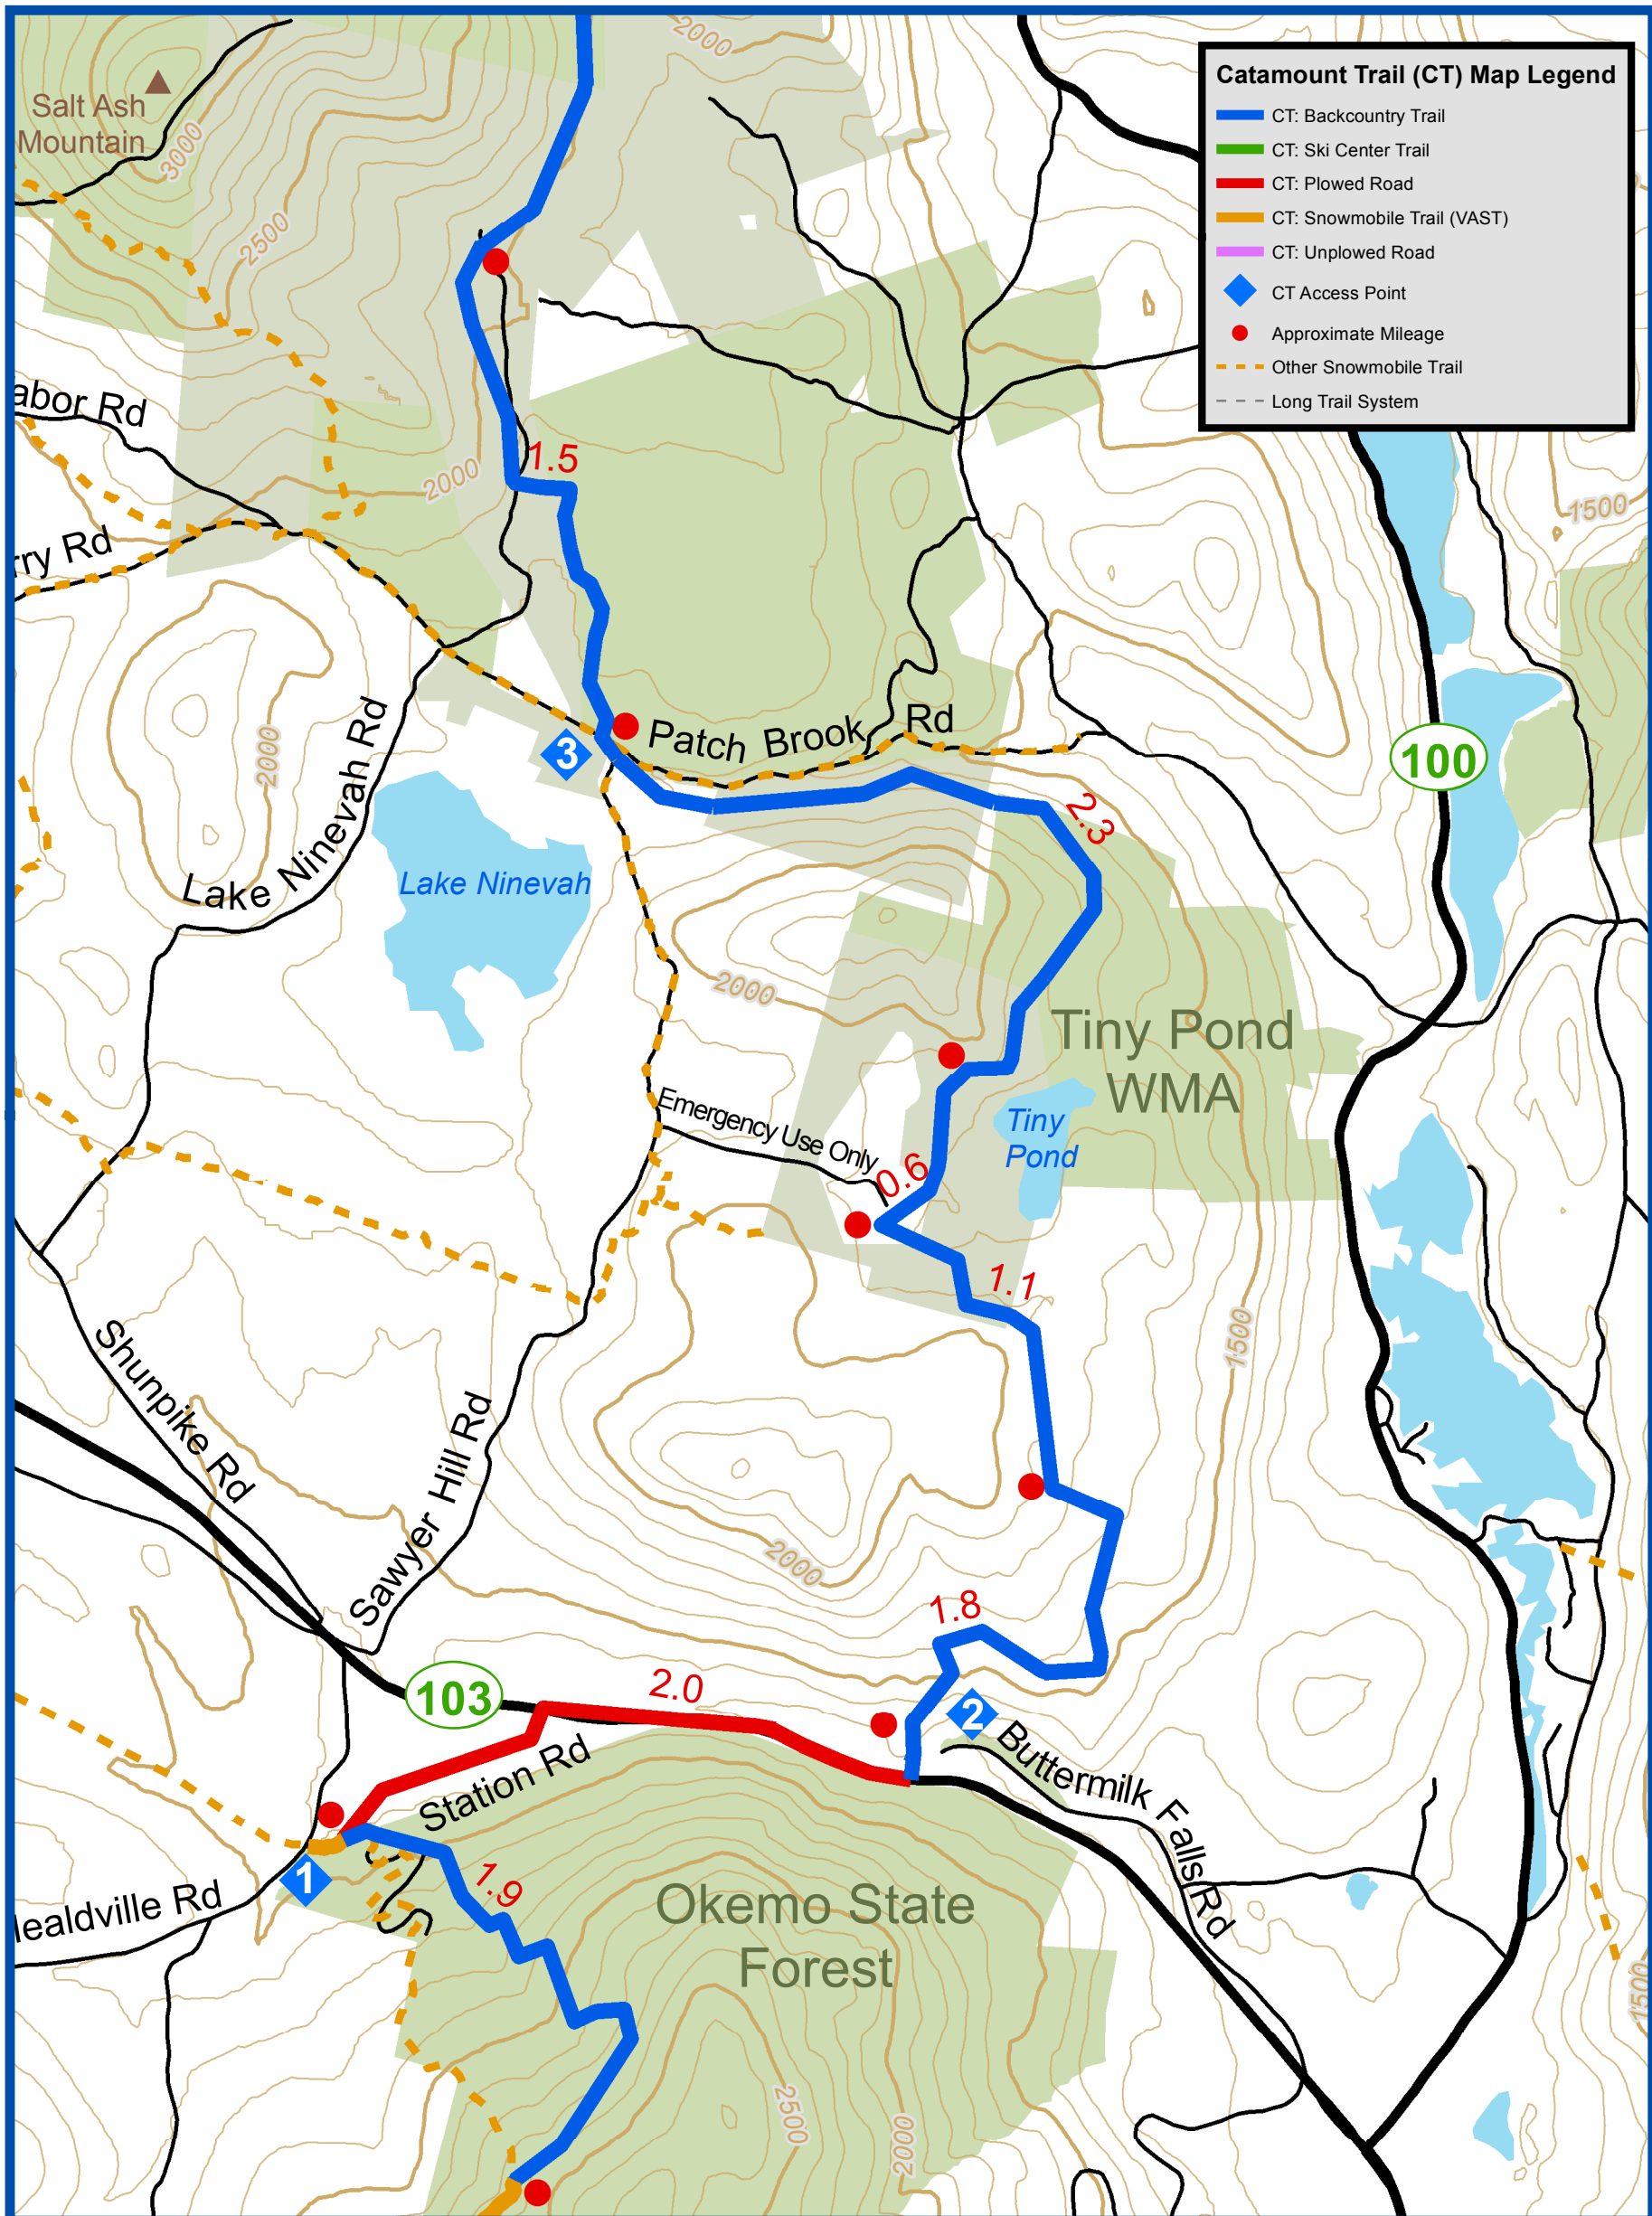 Catamount Trail (CT) Map Legend
CT: Backcountry Trail
CT: Ski Center Trail
CT: Plowed Road
CT: Snowmobile Trail (VAST)
CT: Unplowed Road
CT Access Point
Approximate Mileage
Other Snowmobile Trail
Long Trail System
2000
Salt Ash
Mountain
3000
2500
abor Rd
1.5
2000
1500
rry Rd
Lake Ninevah Rd
2000
3
Patch Brook Rd
100
2.3
Lake Ninevah
2000
Tiny Pond
WMA
Emergency Use Only
Tiny
Pond
0.6
1.1
1500
Shunpike Rd
Sawyer Hill Rd
2000
1.8
103
2.0
2
Buttermilk Falls Rd
Station Rd
1
1.9
lealdville Rd
Okemo State
Forest
1500
2500
2000